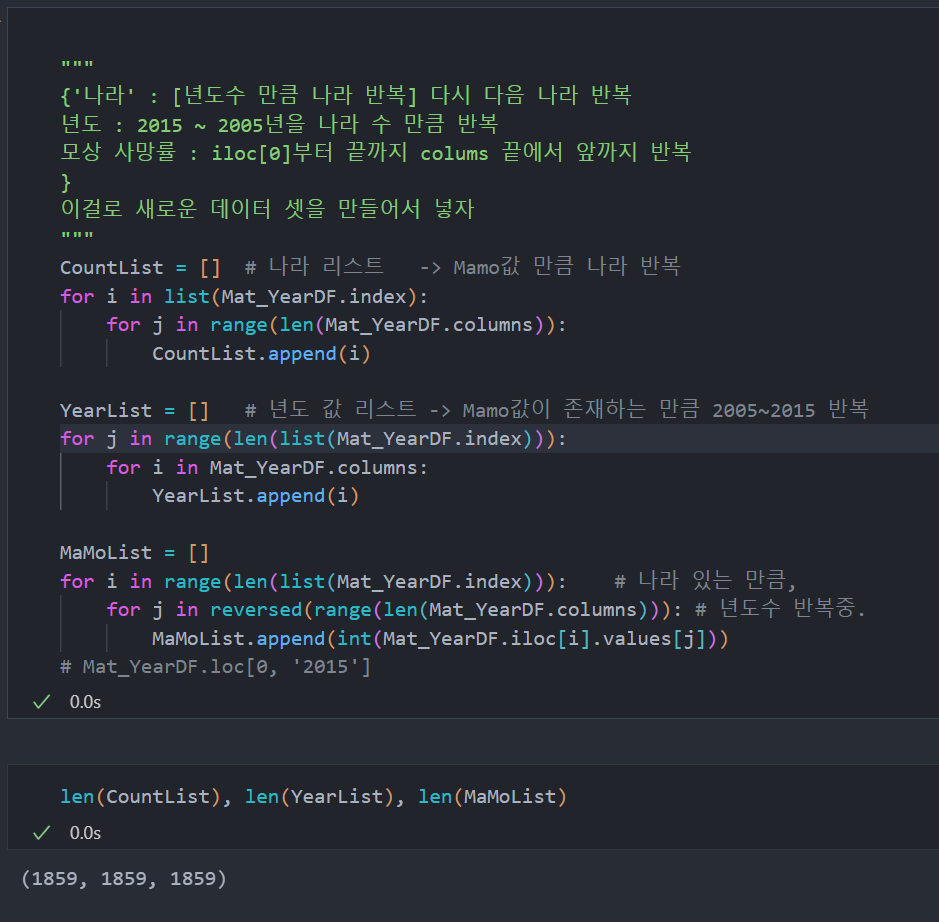 """
{'나라' : [년도수 만큼 나라 반복] 다시 다음 나라 반복
년도 : 2015 ~ 2005년을 나라 수 만큼 반복
모상 사망률 : iloc[0]부터 끝까지 colums 끝에서 앞까지 반복
}
이걸로 새로운 데이터 셋을 만들어서 넣자
"""
CountList = []  # 나라 리스트   -> Mamo값 만큼 나라 반복
for i in list(Mat_YearDF.index):
    for j in range(len(Mat_YearDF.columns)):
        CountList.append(i)

YearList = []   # 년도 값 리스트 -> Mamo값이 존재하는 만큼 2005~2015 반복
for j in range(len(list(Mat_YearDF.index))):
    for i in Mat_YearDF.columns:
        YearList.append(i)

MaMoList = []
for i in range(len(list(Mat_YearDF.index))):    # 나라 있는 만큼,
    for j in reversed(range(len(Mat_YearDF.columns))): # 년도수 반복중.
        MaMoList.append(int(Mat_YearDF.iloc[i].values[j]))
# Mat_YearDF.loc[0, '2015']
✓ 0.0s
len(CountList), len(YearList), len(MaMoList)
✓ 0.0s
(1859, 1859, 1859)